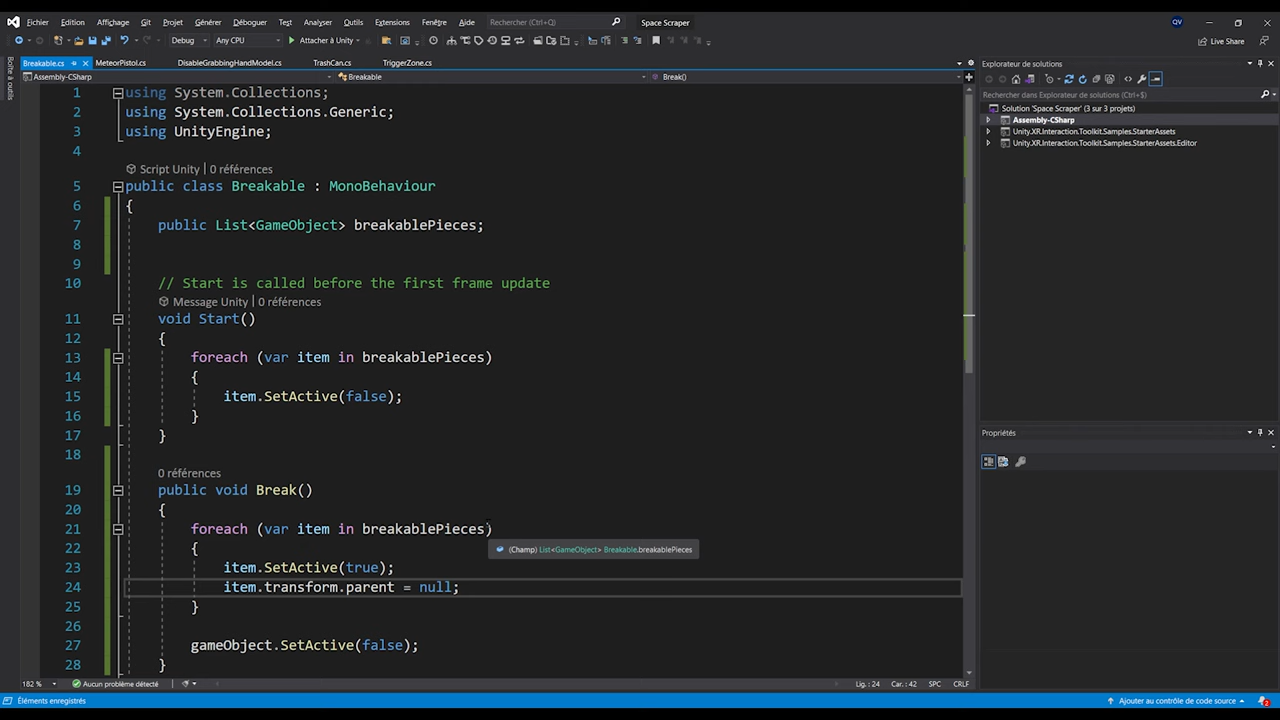 Fichier Edition Affichage Git Projet Générer Déboguer Test Analyser Outils Extensions Fenêtre Aide Rechercher (Ctrl+Q) Space Scraper QV
Debug Any CPU Attacher à Unity Live Share
Boîte à outils
Breakable.cs MeteorPistol.cs DisableGrabbingHandModel.cs TrashCan.cs TriggerZone.cs
Assembly-CSharp Breakable Break()
1 using System.Collections;
2 using System.Collections.Generic;
3 using UnityEngine;
4
Script Unity | 0 références
5 public class Breakable : MonoBehaviour
6 {
7 public List<GameObject> breakablePieces;
8
9
10 // Start is called before the first frame update
Message Unity | 0 références
11 void Start()
12 {
13 foreach (var item in breakablePieces)
14 {
15 item.SetActive(false);
16 }
17 }
18
0 références
19 public void Break()
20 {
21 foreach (var item in breakablePieces)
22 {
(Champ) List<GameObject> Breakable.breakablePieces
23 item.SetActive(true);
24 item.transform.parent = null;
25 }
26
27 gameObject.SetActive(false);
28 }
182 % Aucun problème détecté Lig. : 24 Car. : 42 SPC CRLF
Explorateur de solutions
Rechercher dans Explorateur de solutions (Ctrl+$)
Solution 'Space Scraper' (3 sur 3 projets)
Assembly-CSharp
Unity.XR.Interaction.Toolkit.Samples.StarterAssets
Unity.XR.Interaction.Toolkit.Samples.StarterAssets.Editor
Propriétés
Éléments enregistrés Ajouter au contrôle de code source 2